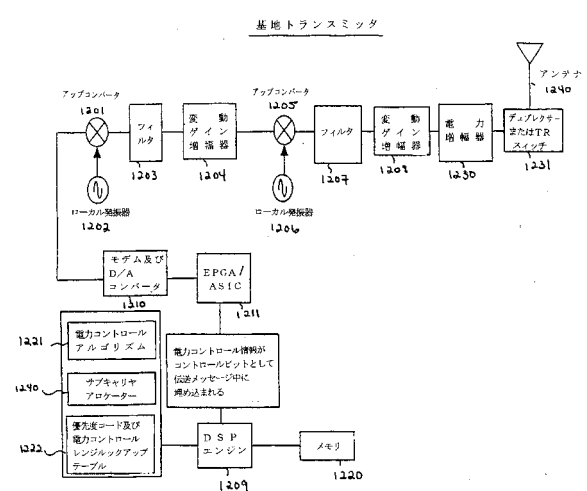 基地トランスミッタ
アンテナ
1240
アップコンバータ
1201
フィ
ルタ
1203
変動
ゲイン
増幅器
1204
アップコンバータ
1205
フィルタ
1207
変動
ゲイン
増幅器
1208
電力
増幅器
1230
デュプレクサー
またはTR
スイッチ
1231
ローカル発振器
1202
ローカル発振器
1206
モデム及び
D/A
コンバータ
1210
EPGA/
ASIC
1211
1221
電力コントロール
アルゴリズム
1240
サブキャリヤ
アロケーター
1222
優先度コード及び
電力コントロール
レンジルックアップ
テーブル
電力コントロール情報が
コントロールビットとして
伝送メッセージ中に
埋め込まれる
DSP
エンジン
1209
メモリ
1220